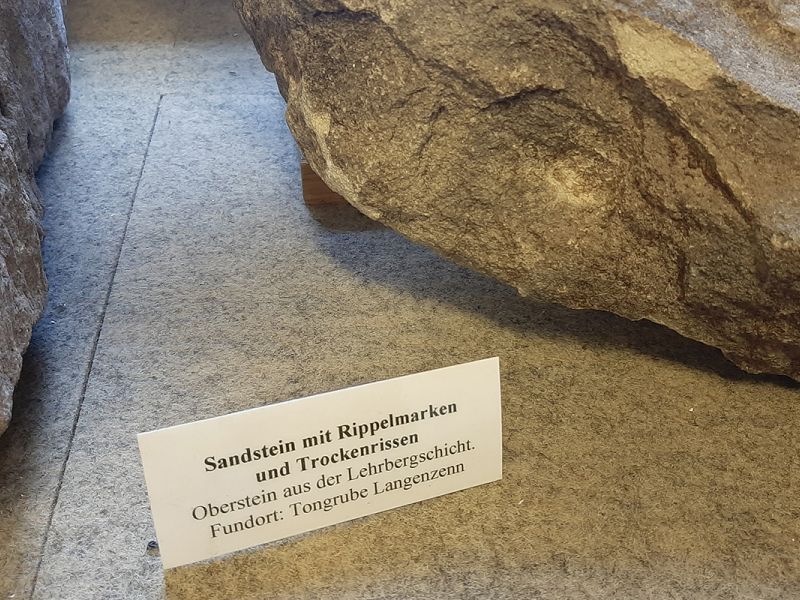 Sandstein mit Rippelmarken
und Trockenrissen
Oberstein aus der Lehrbergschicht.
Fundort: Tongrube Langenzenn